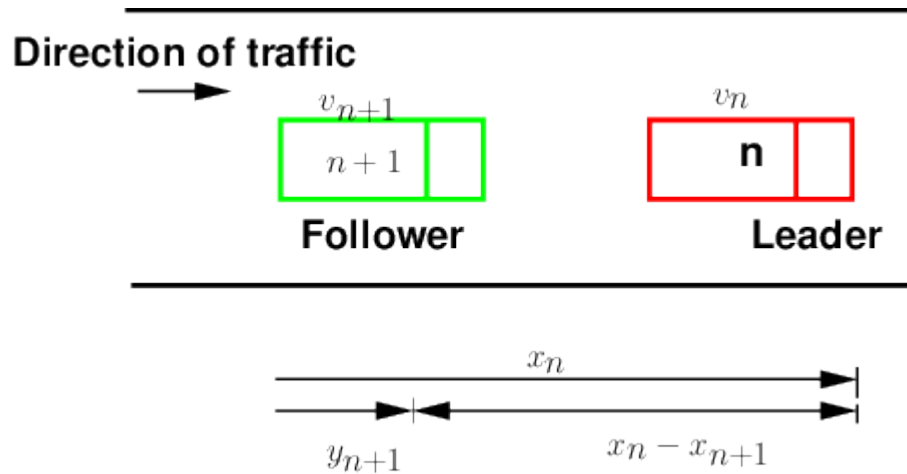 Direction of traffic
v_{n+1} v_n
n + 1 n
Follower Leader
x_n
y_{n+1} x_n − x_{n+1}